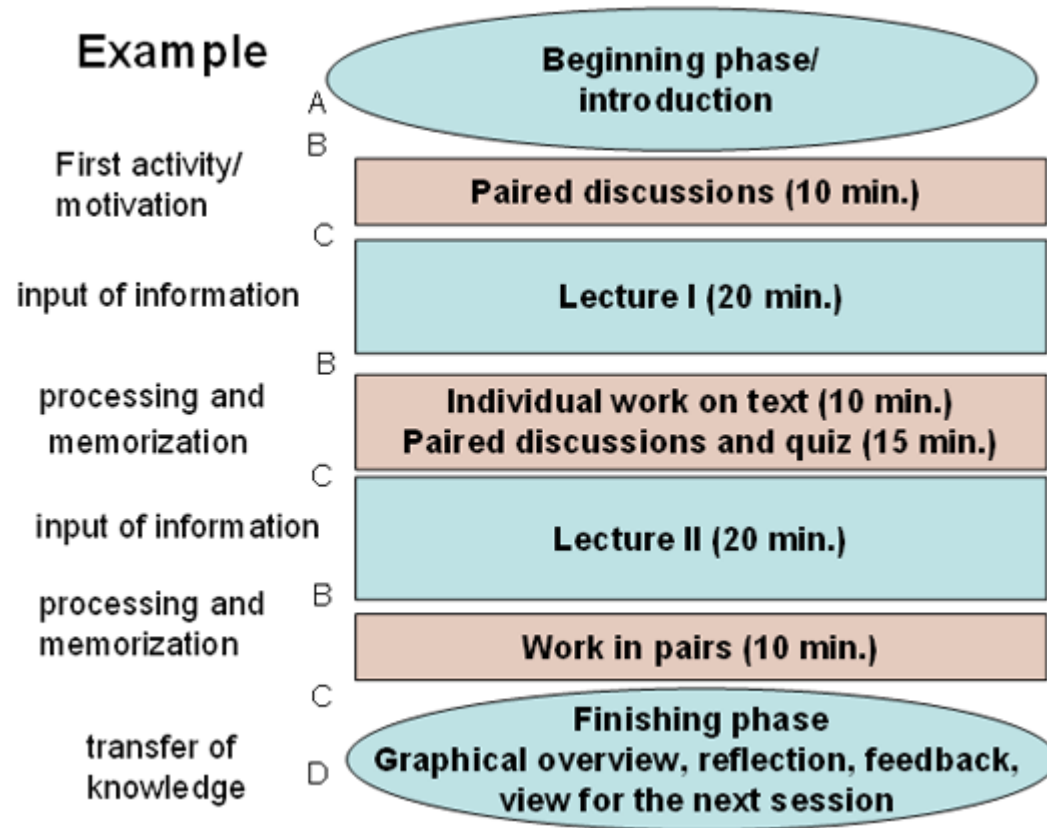 Example
Beginning phase/
introduction
A
B
First activity/
motivation
Paired discussions (10 min.)
C
input of information
Lecture I (20 min.)
B
processing and
memorization
Individual work on text (10 min.)
Paired discussions and quiz (15 min.)
C
input of information
Lecture II (20 min.)
B
processing and
memorization
Work in pairs (10 min.)
C
transfer of
knowledge
D
Finishing phase
Graphical overview, reflection, feedback,
view for the next session